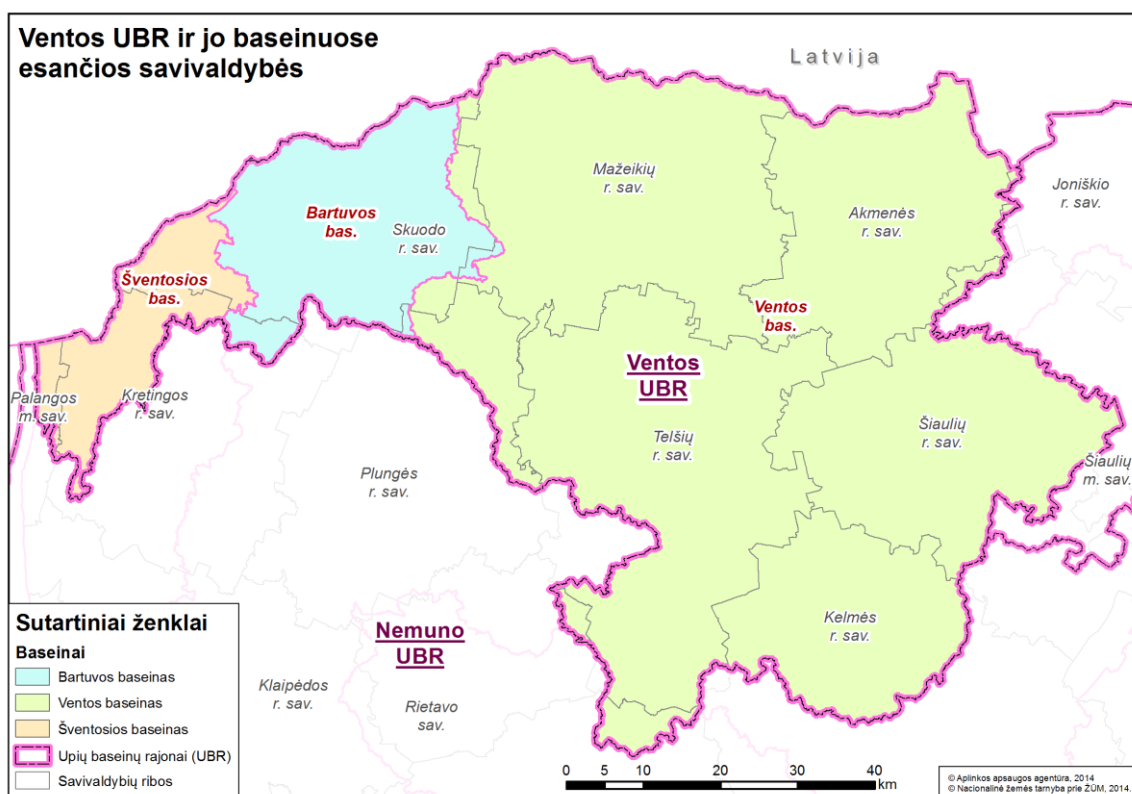 Ventos UBR ir jo baseinuose
esančios savivaldybės
Latvija
Mažeikių
r. sav.
Joniškio
r. sav.
Akmenės
r. sav.
Bartuvos
bas.
Skuodo
r. sav.
Šventosios
bas.
Ventos
bas.
Ventos
UBR
Palangos
m. sav.
Kretingos
r. sav.
Telšių
r. sav.
Šiaulių
r. sav.
Plungės
r. sav.
Šiaulių
m. sav.
Kelmės
r. sav.
Nemuno
UBR
Klaipėdos
r. sav.
Rietavo
sav.
Sutartiniai ženklai
Baseinai
Bartuvos baseinas
Ventos baseinas
Šventosios baseinas
Upių baseinų rajonai (UBR)
Savivaldybių ribos
0 5 10 20 30 40
km
© Aplinkos apsaugos agentūra, 2014
© Nacionalinė žemės tarnyba prie ŽŪM, 2014.